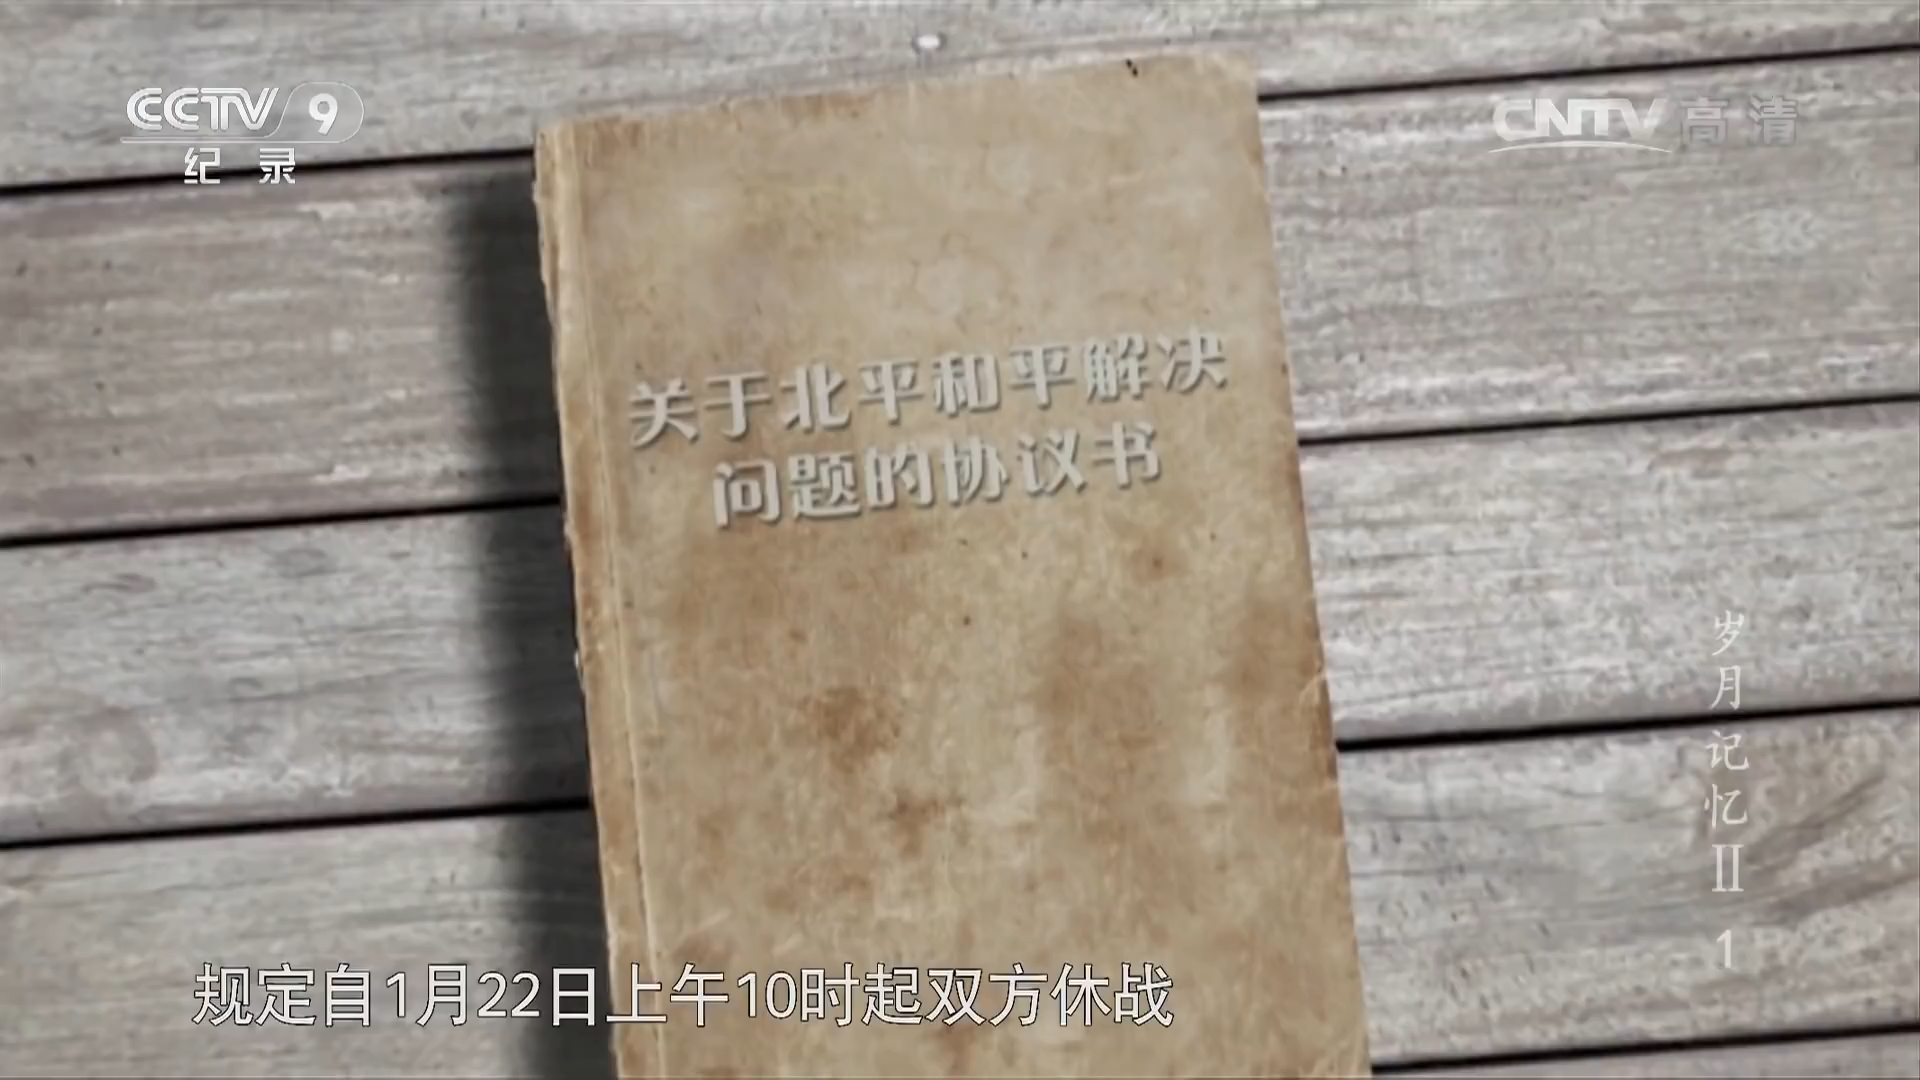 CCTV 9
纪录
CNTV 高清
关于北平和平解决
问题的协议书
岁月记忆Ⅱ 1
规定自1月22日上午10时起双方休战